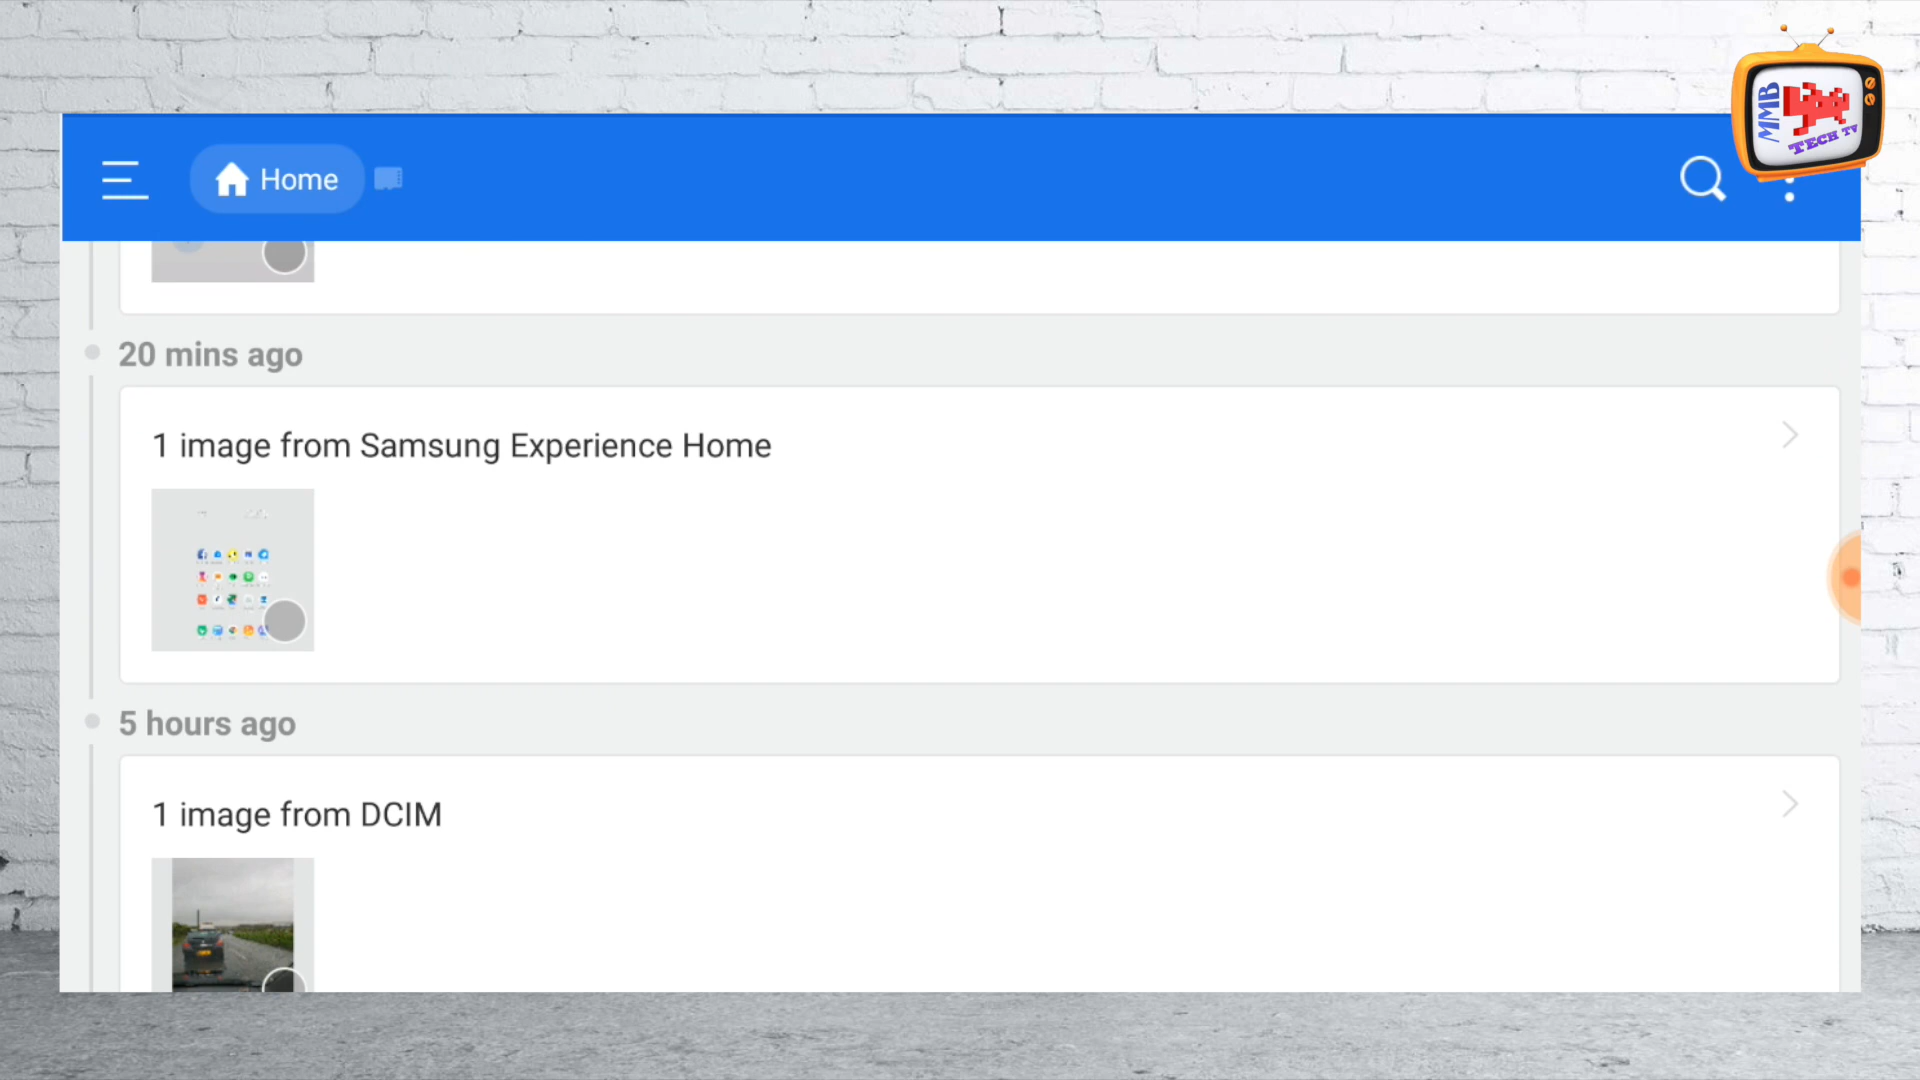 MMB
TECH TV
Home
20 mins ago
1 image from Samsung Experience Home
5 hours ago
1 image from DCIM